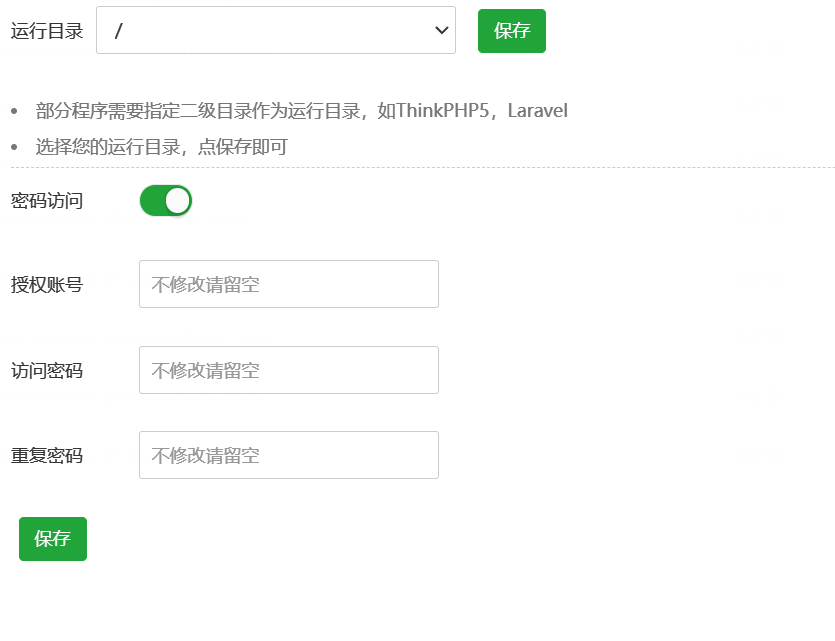 运行目录 / 保存
部分程序需要指定二级目录作为运行目录，如ThinkPHP5，Laravel
选择您的运行目录，点保存即可
密码访问
授权账号 不修改请留空
访问密码 不修改请留空
重复密码 不修改请留空
保存